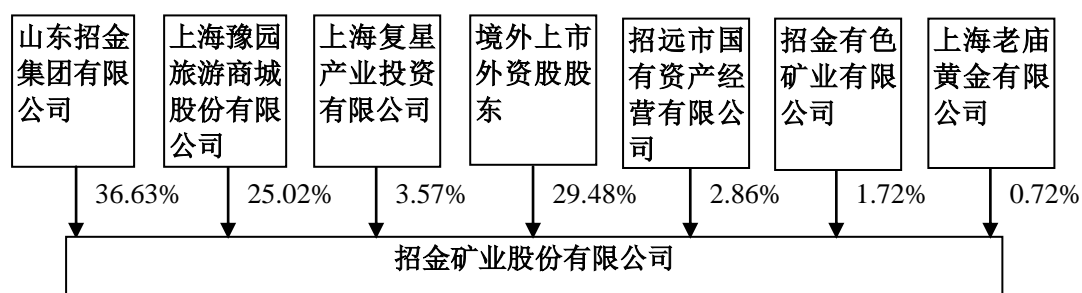 山东招金
集团有限
公司
上海豫园
旅游商城
股份有限
公司
上海复星
产业投资
有限公司
境外上市
外资股股
东
招远市国
有资产经
营有限公
司
招金有色
矿业有限
公司
上海老庙
黄金有限
公司
36.63%
25.02%
3.57%
29.48%
2.86%
1.72%
0.72%
招金矿业股份有限公司